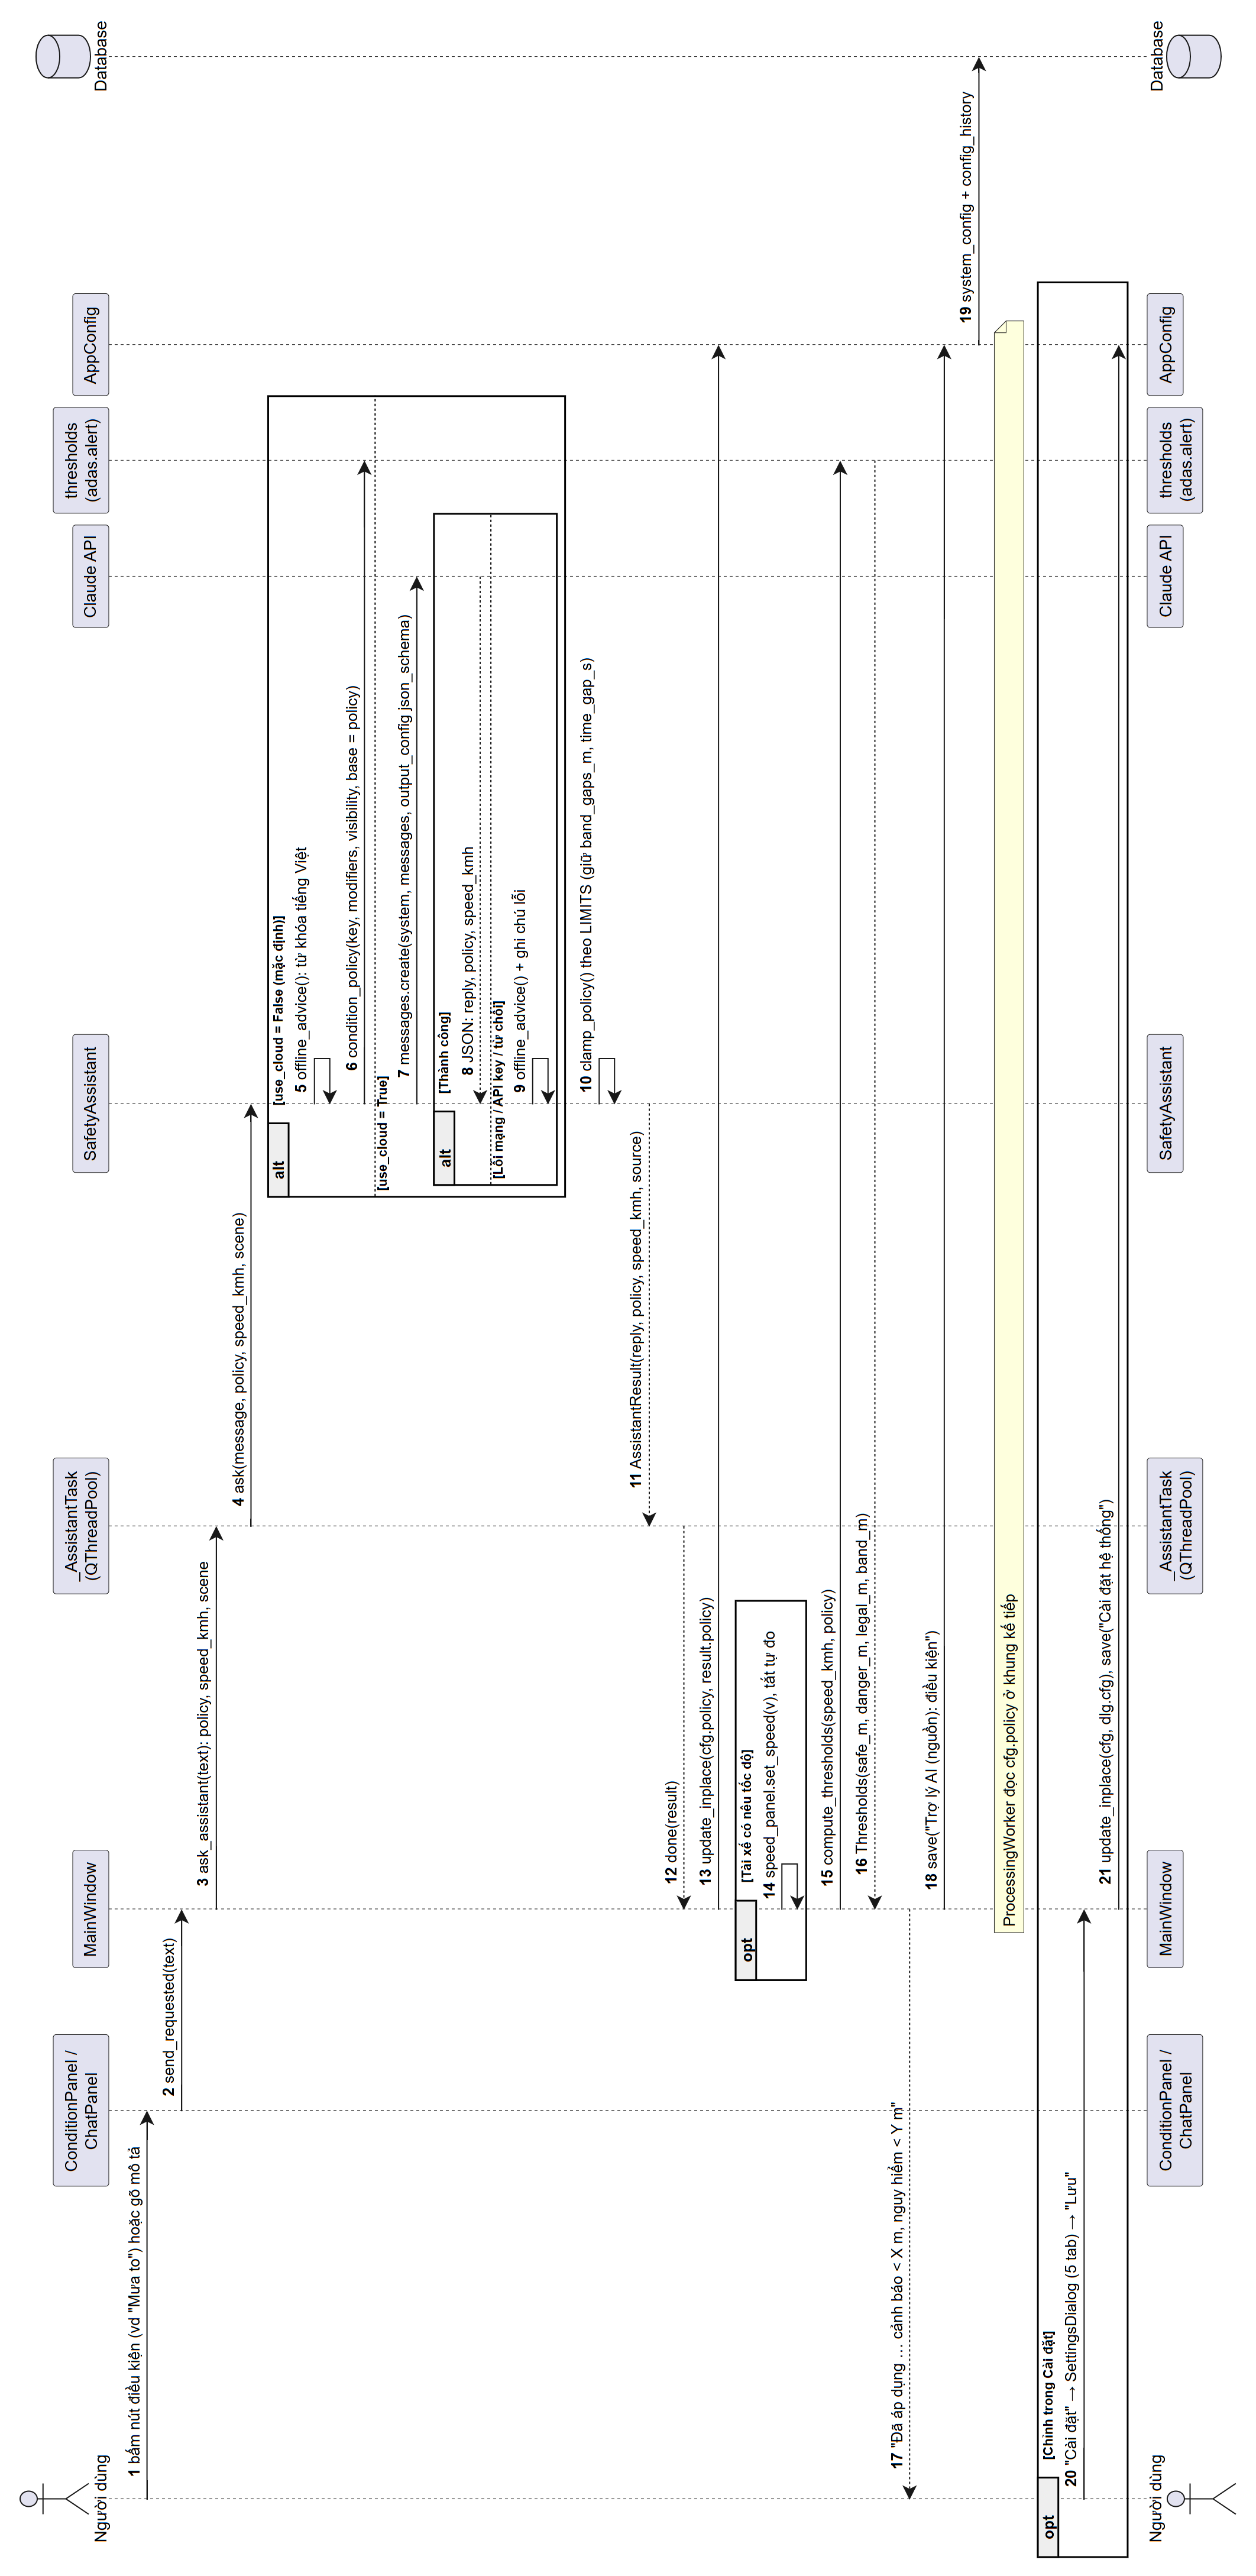 Người dùng
ConditionPanel /
ChatPanel
MainWindow
_AssistantTask
(QThreadPool)
SafetyAssistant
Claude API
thresholds
(adas.alert)
AppConfig
Database
1 bấm nút điều kiện (vd "Mưa to") hoặc gõ mô tả
2 send_requested(text)
3 ask_assistant(text): policy, speed_kmh, scene
4 ask(message, policy, speed_kmh, scene)
alt
[use_cloud = False (mặc định)]
5 offline_advice(): từ khóa tiếng Việt
6 condition_policy(key, modifiers, visibility, base = policy)
[use_cloud = True]
7 messages.create(system, messages, output_config json_schema)
alt
[Thành công]
8 JSON: reply, policy, speed_kmh
[Lỗi mạng / API key / từ chối]
9 offline_advice() + ghi chú lỗi
10 clamp_policy() theo LIMITS (giữ band_gaps_m, time_gap_s)
11 AssistantResult(reply, policy, speed_kmh, source)
12 done(result)
13 update_inplace(cfg.policy, result.policy)
opt
[Tài xế có nêu tốc độ]
14 speed_panel.set_speed(v), tắt tự đo
15 compute_thresholds(speed_kmh, policy)
16 Thresholds(safe_m, danger_m, legal_m, band_m)
17 "Đã áp dụng … cảnh báo < X m, nguy hiểm < Y m"
18 save("Trợ lý AI (nguồn): điều kiện")
19 system_config + config_history
ProcessingWorker đọc cfg.policy ở khung kế tiếp
opt
[Chỉnh trong Cài đặt]
20 "Cài đặt" → SettingsDialog (5 tab) → "Lưu"
21 update_inplace(cfg, dlg.cfg), save("Cài đặt hệ thống")
Người dùng
ConditionPanel /
ChatPanel
MainWindow
_AssistantTask
(QThreadPool)
SafetyAssistant
Claude API
thresholds
(adas.alert)
AppConfig
Database